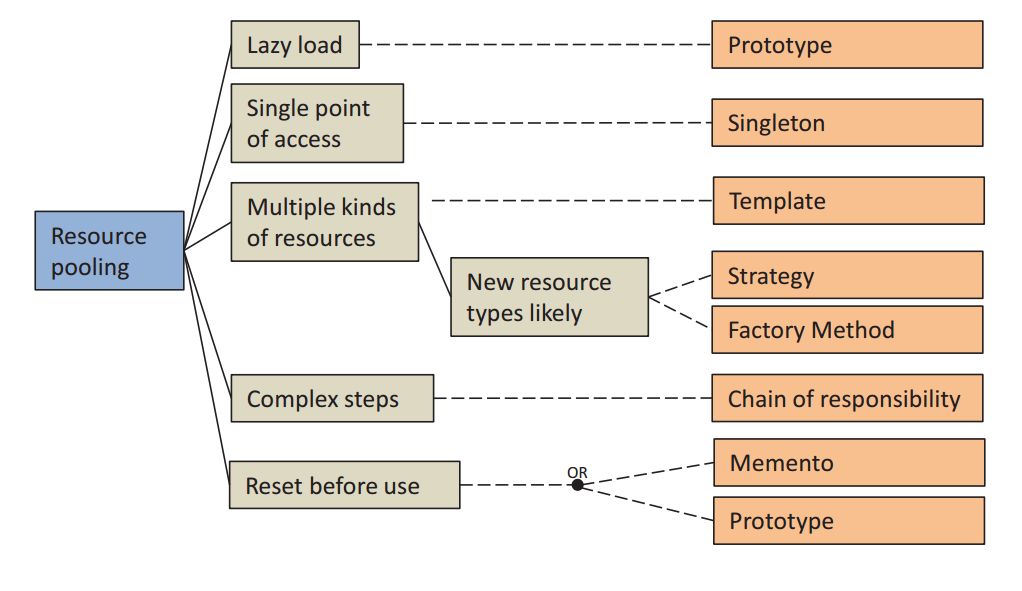 Lazy load
Prototype
Single point
of access
Singleton
Multiple kinds
of resources
Template
Resource
pooling
New resource
types likely
Strategy
Factory Method
Complex steps
Chain of responsibility
Reset before use
OR
Memento
Prototype